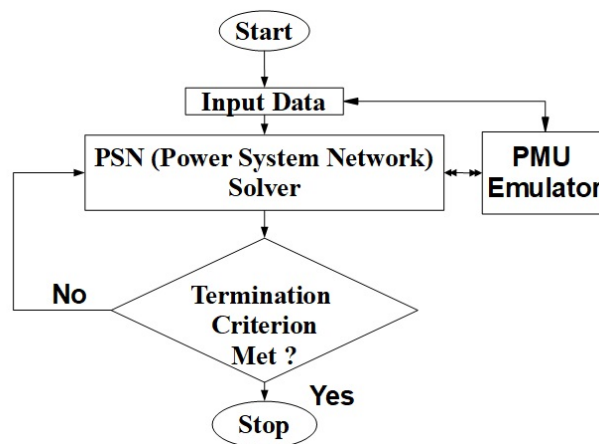 Start
Input Data
PSN (Power System Network)
Solver
PMU
Emulator
No
Termination
Criterion
Met ?
Yes
Stop